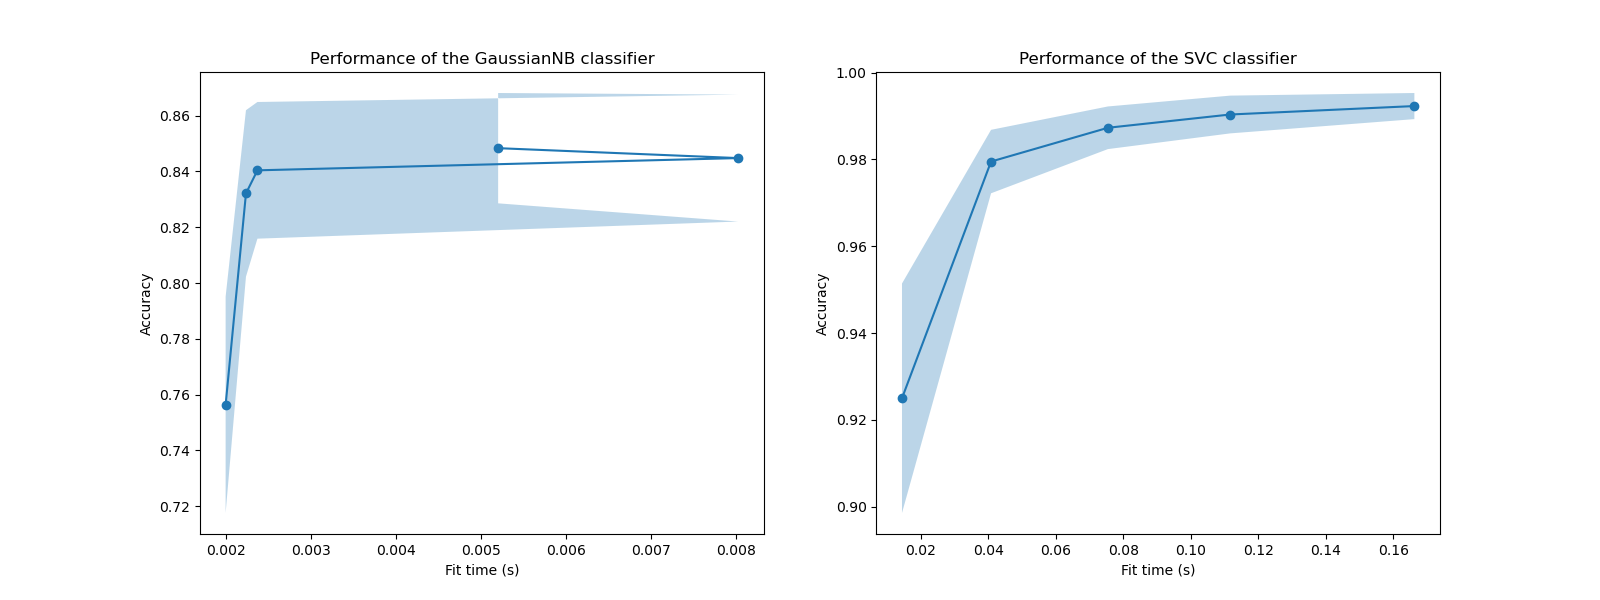 Performance of the GaussianNB classifier
Accuracy
0.86
0.84
0.82
0.80
0.78
0.76
0.74
0.72
0.002 0.003 0.004 0.005 0.006 0.007 0.008
Fit time (s)
Performance of the SVC classifier
Accuracy
1.00
0.98
0.96
0.94
0.92
0.90
0.02 0.04 0.06 0.08 0.10 0.12 0.14 0.16
Fit time (s)